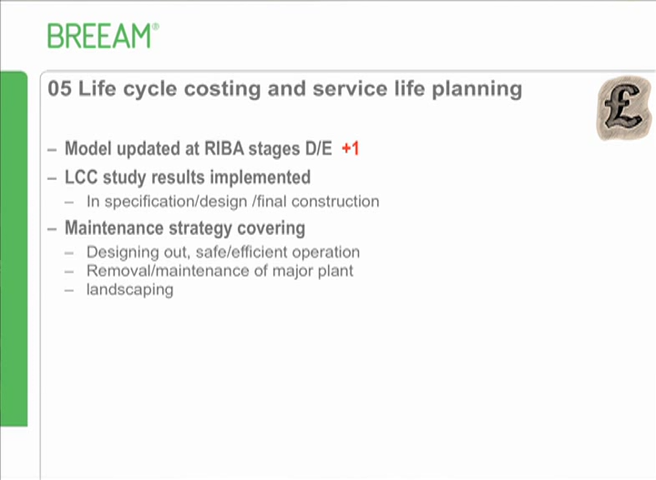 BREEAM®
05 Life cycle costing and service life planning
£
– Model updated at RIBA stages D/E +1
– LCC study results implemented
– In specification/design /final construction
– Maintenance strategy covering
– Designing out, safe/efficient operation
– Removal/maintenance of major plant
– landscaping